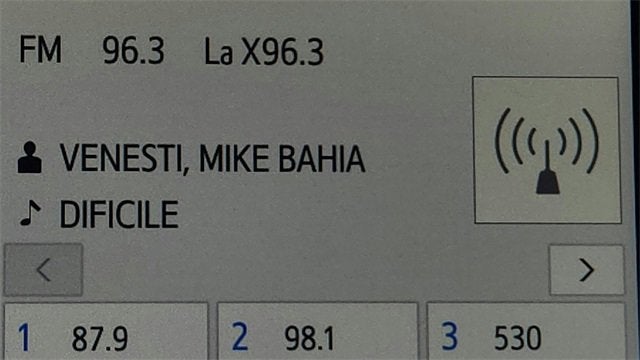 FM 96.3 La X96.3
VENESTI, MIKE BAHIA
DIFICILE
1 87.9 2 98.1 3 530